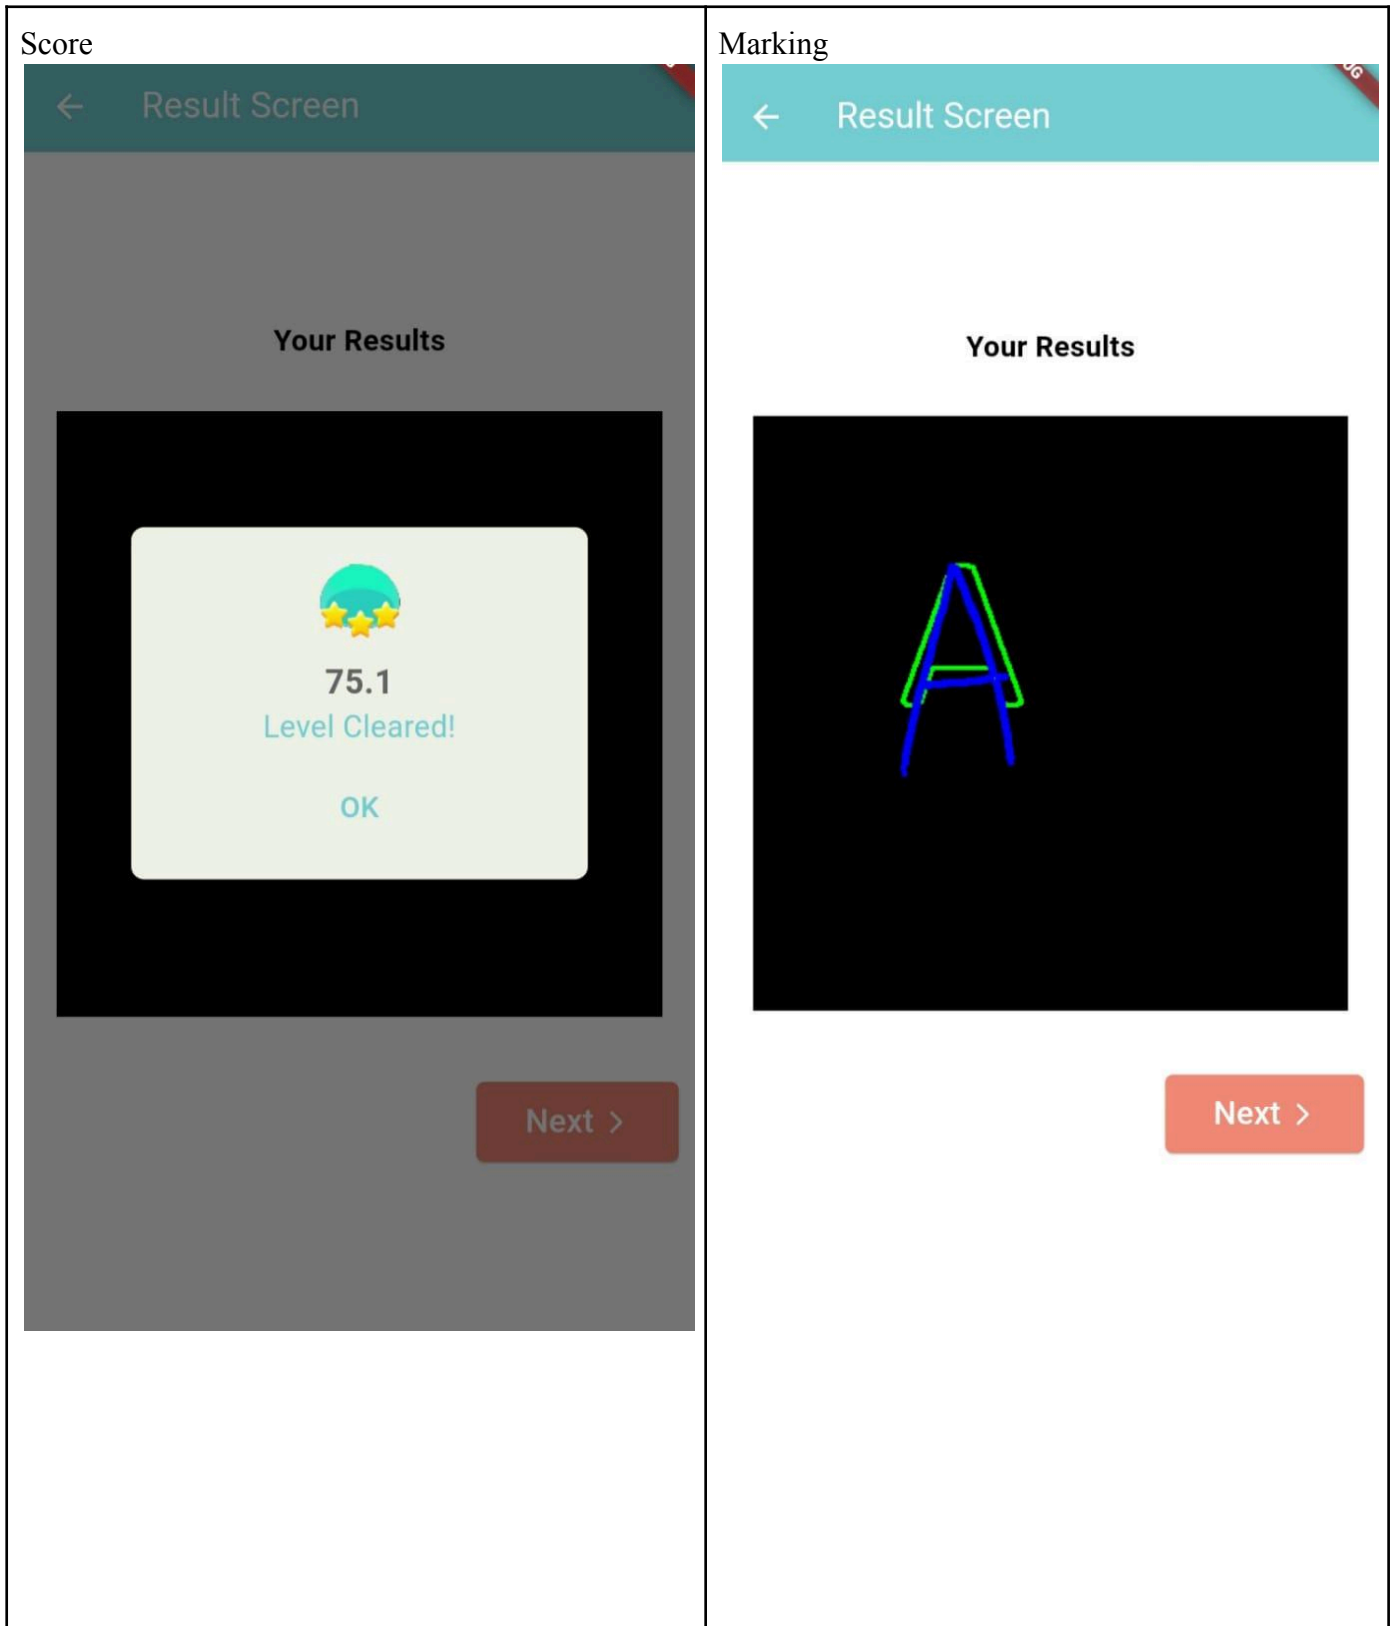 Score
Result Screen
Your Results
75.1
Level Cleared!
OK
Next
Marking
Result Screen
Your Results
A
Next